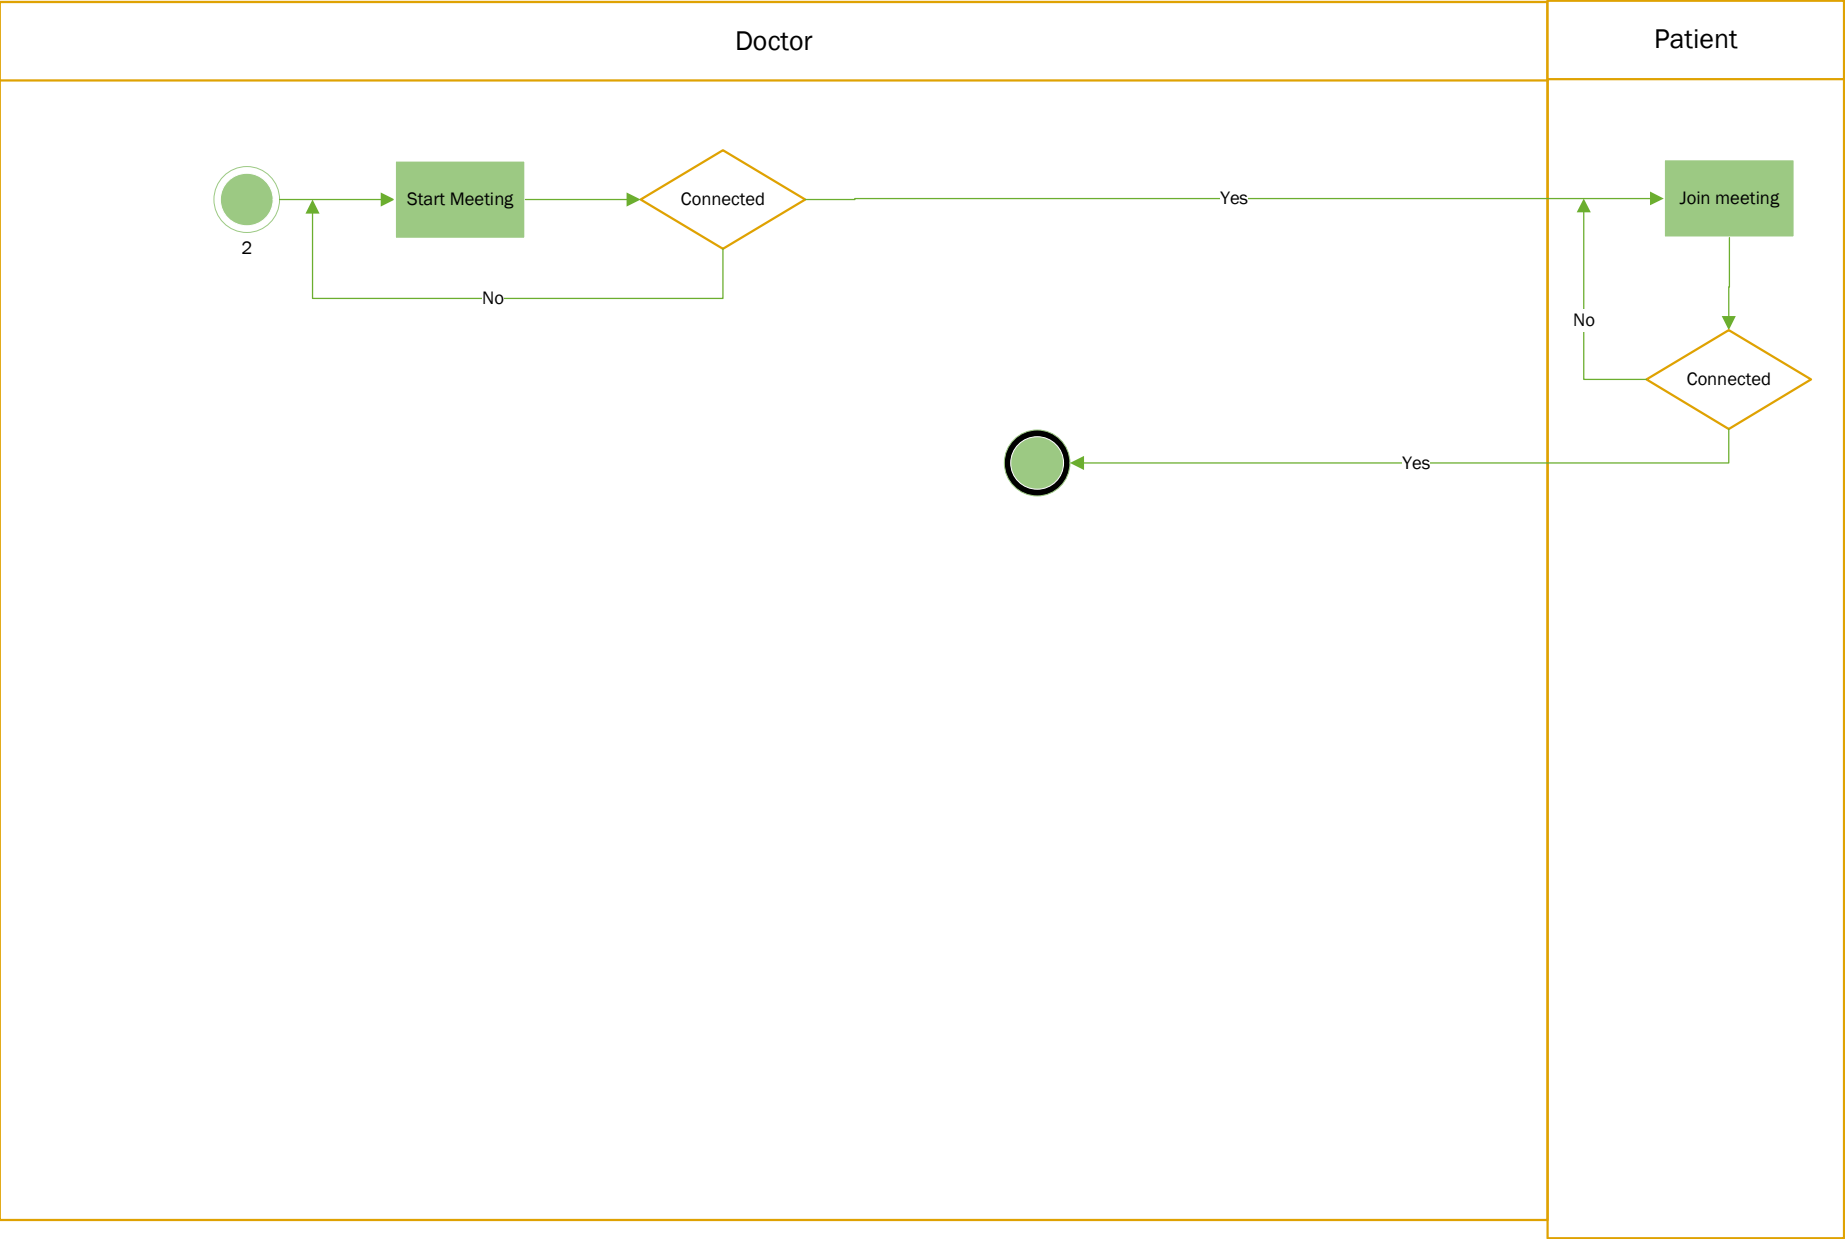 Doctor
Patient
Start Meeting
Connected
Yes
Join meeting
2
No
No
Connected
Yes